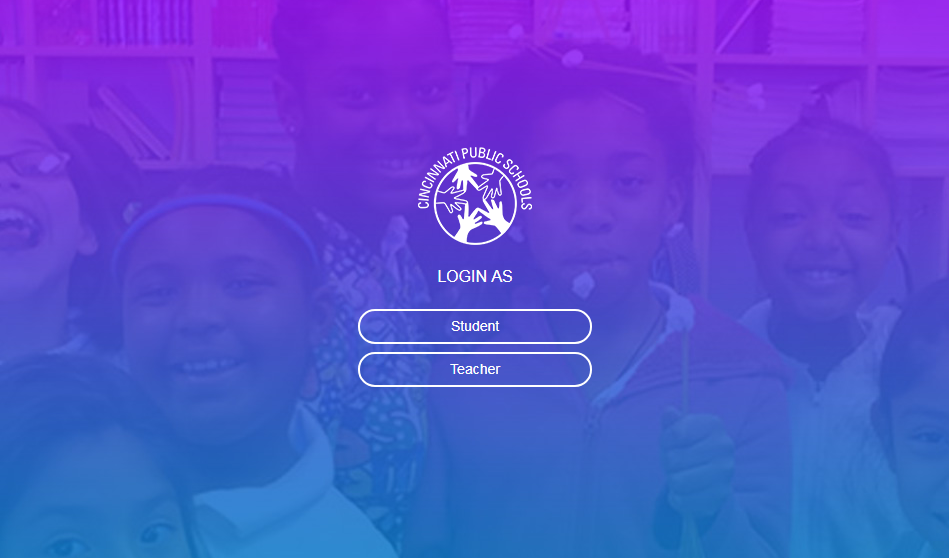 CINCINNATI PUBLIC SCHOOLS
LOGIN AS
Student
Teacher